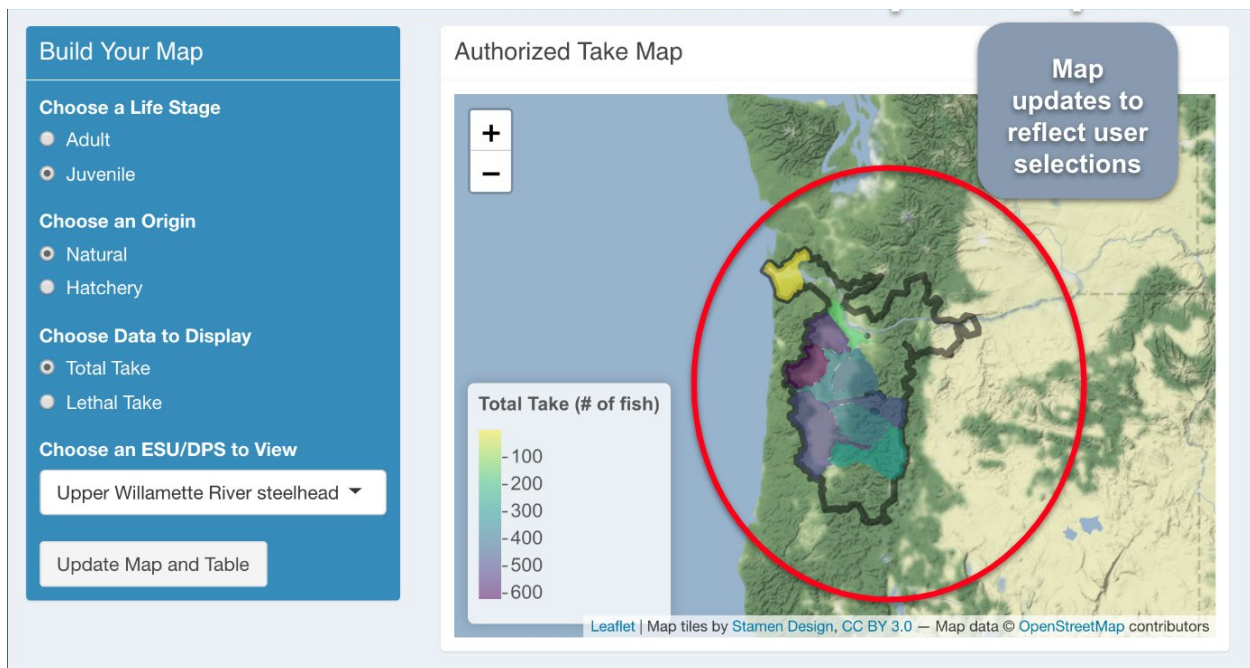 Build Your Map
Choose a Life Stage
Adult
Juvenile
Choose an Origin
Natural
Hatchery
Choose Data to Display
Total Take
Lethal Take
Choose an ESU/DPS to View
Upper Willamette River steelhead
Update Map and Table
Authorized Take Map
Map
updates to
reflect user
selections
+
−
Total Take (# of fish)
100
200
300
400
500
600
Leaflet | Map tiles by Stamen Design, CC BY 3.0 — Map data © OpenStreetMap contributors